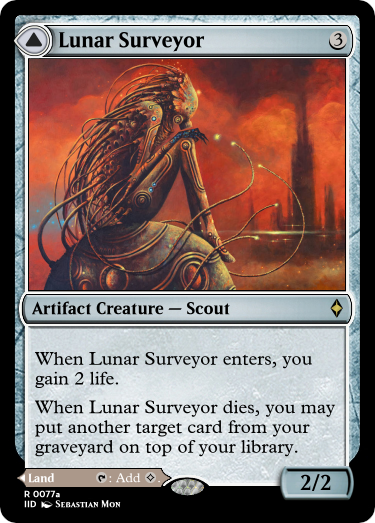 Lunar Surveyor 3
Artifact Creature — Scout
When Lunar Surveyor enters, you
gain 2 life.
When Lunar Surveyor dies, you may
put another target card from your
graveyard on top of your library.
Land : Add .
2/2
R 0077a
IID Sebastian Mon